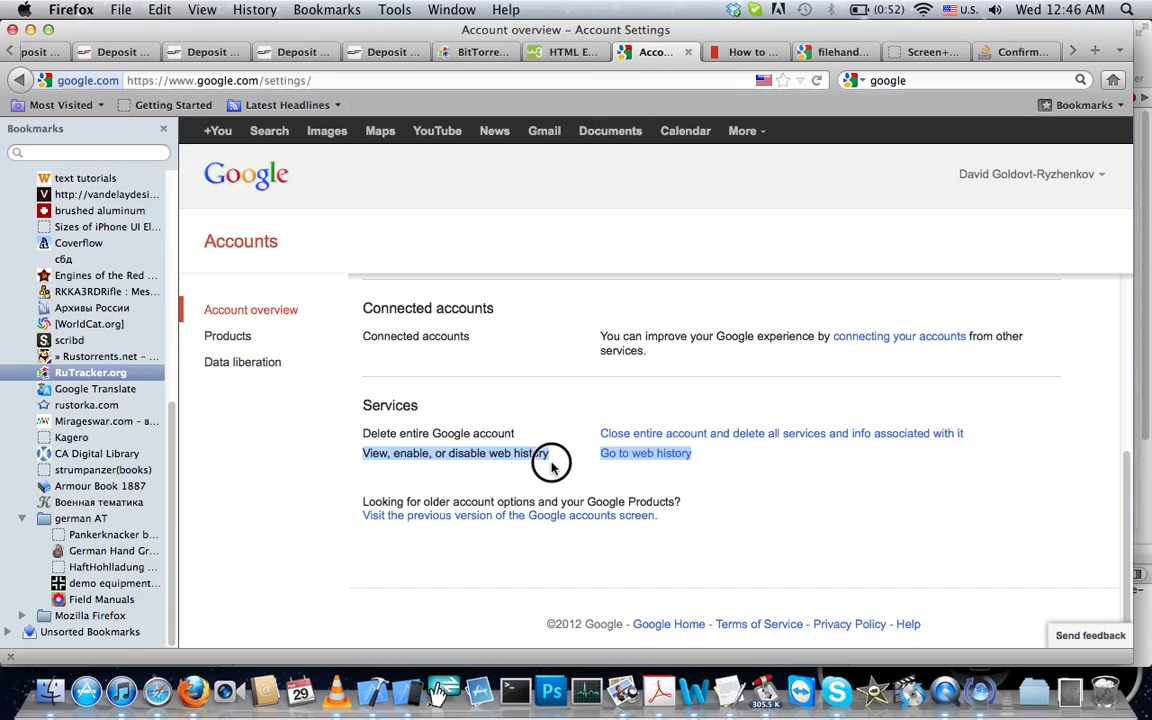 Firefox File Edit View History Bookmarks Tools Window Help (0:52) U.S. Wed 12:46 AM
Account overview - Account Settings
posit ... Deposit ... Deposit ... Deposit ... Deposit ... BitTorre... HTML E... Acco... How to ... filehand... Screen+... Confirm...
google.com https://www.google.com/settings/ google
Most Visited Getting Started Latest Headlines Bookmarks
Bookmarks
+You Search Images Maps YouTube News Gmail Documents Calendar More
text tutorials
http://vandelaydesi...
brushed aluminum
Sizes of iPhone UI El...
Coverflow
сбд
Engines of the Red ...
RKKA3RDRifle : Mes...
Архивы России
[WorldCat.org]
scribd
» Rustorrents.net - ...
RuTracker.org
Google Translate
rustorka.com
Mirageswar.com - в...
Kagero
CA Digital Library
strumpanzer(books)
Armour Book 1887
Военная тематика
german AT
Pankerknacker b...
German Hand Gr...
HaftHohlladung ...
demo equipment...
Field Manuals
Mozilla Firefox
Unsorted Bookmarks
Google
David Goldovt-Ryzhenkov
Accounts
Account overview
Products
Data liberation
Connected accounts
Connected accounts You can improve your Google experience by connecting your accounts from other
services.
Services
Delete entire Google account Close entire account and delete all services and info associated with it
View, enable, or disable web history Go to web history
Looking for older account options and your Google Products?
Visit the previous version of the Google accounts screen.
©2012 Google - Google Home - Terms of Service - Privacy Policy - Help
Send feedback
29
Ps
W
305.5 K